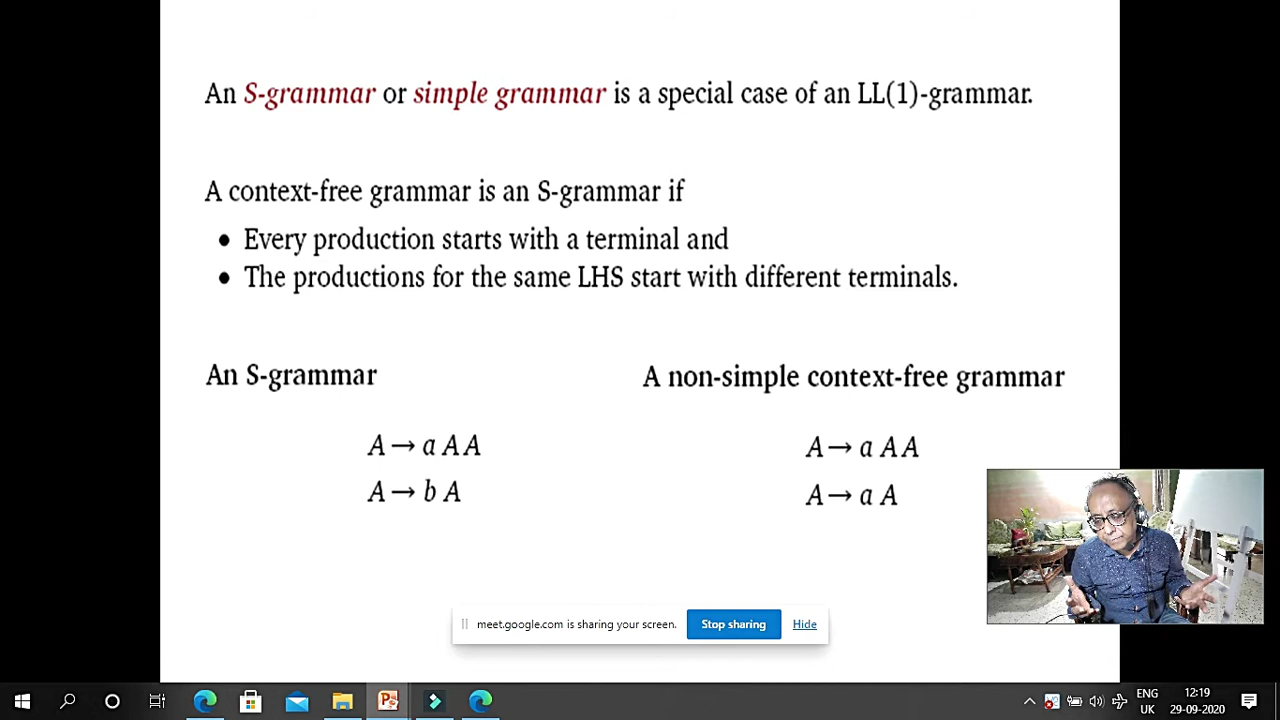 An S-grammar or simple grammar is a special case of an LL(1)-grammar.
A context-free grammar is an S-grammar if
• Every production starts with a terminal and
• The productions for the same LHS start with different terminals.
An S-grammar
A → a A A
A → b A
A non-simple context-free grammar
A → a A A
A → a A
meet.google.com is sharing your screen. Stop sharing Hide
ENG 12:19
UK 29-09-2020